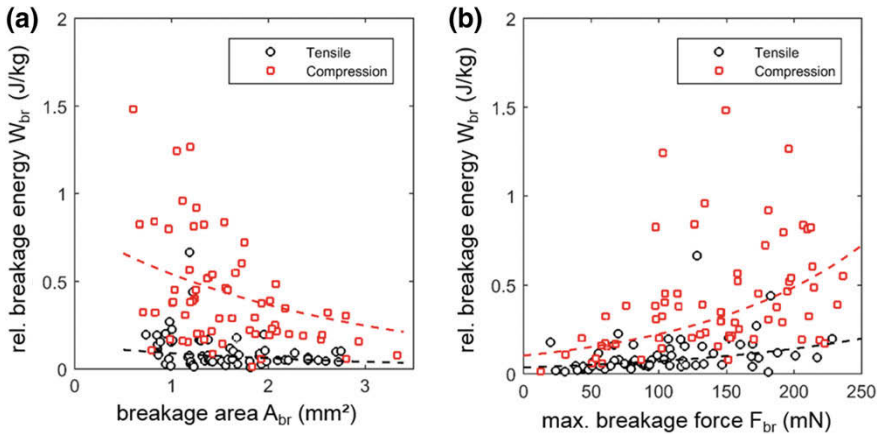 (a)
rel. breakage energy W_br (J/kg)
2
1.5
1
0.5
0
Tensile
Compression
0
1
2
3
breakage area A_br (mm²)
(b)
rel. breakage energy W_br (J/kg)
2
1.5
1
0.5
0
Tensile
Compression
0
50
100
150
200
250
max. breakage force F_br (mN)